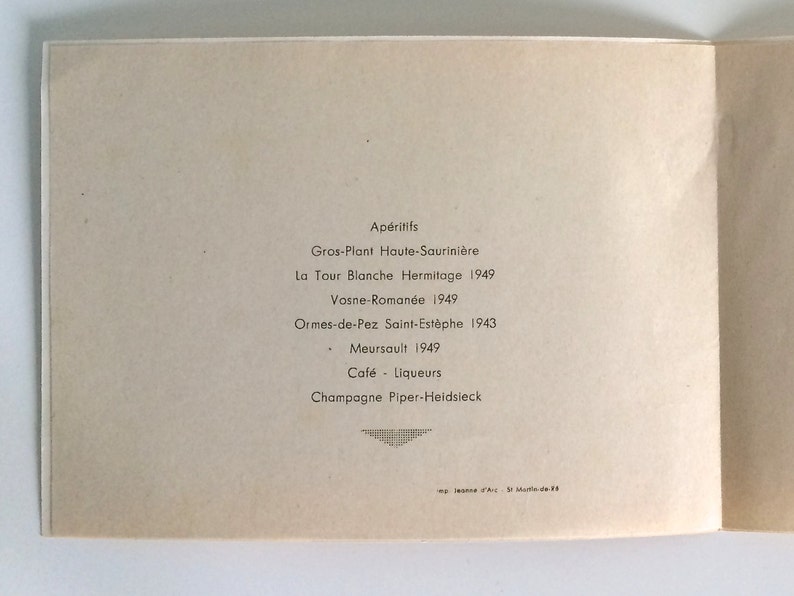 Apéritifs
Gros-Plant Haute-Saurinière
La Tour Blanche Hermitage 1949
Vosne-Romanée 1949
Ormes-de-Pez Saint-Estèphe 1943
Meursault 1949
Café - Liqueurs
Champagne Piper-Heidsieck
Imp. Jeanne d'Arc - St Martin-de-Ré